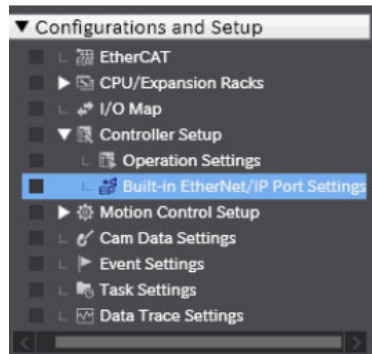 Configurations and Setup
EtherCAT
CPU/Expansion Racks
I/O Map
Controller Setup
Operation Settings
Built-in EtherNet/IP Port Settings
Motion Control Setup
Cam Data Settings
Event Settings
Task Settings
Data Trace Settings